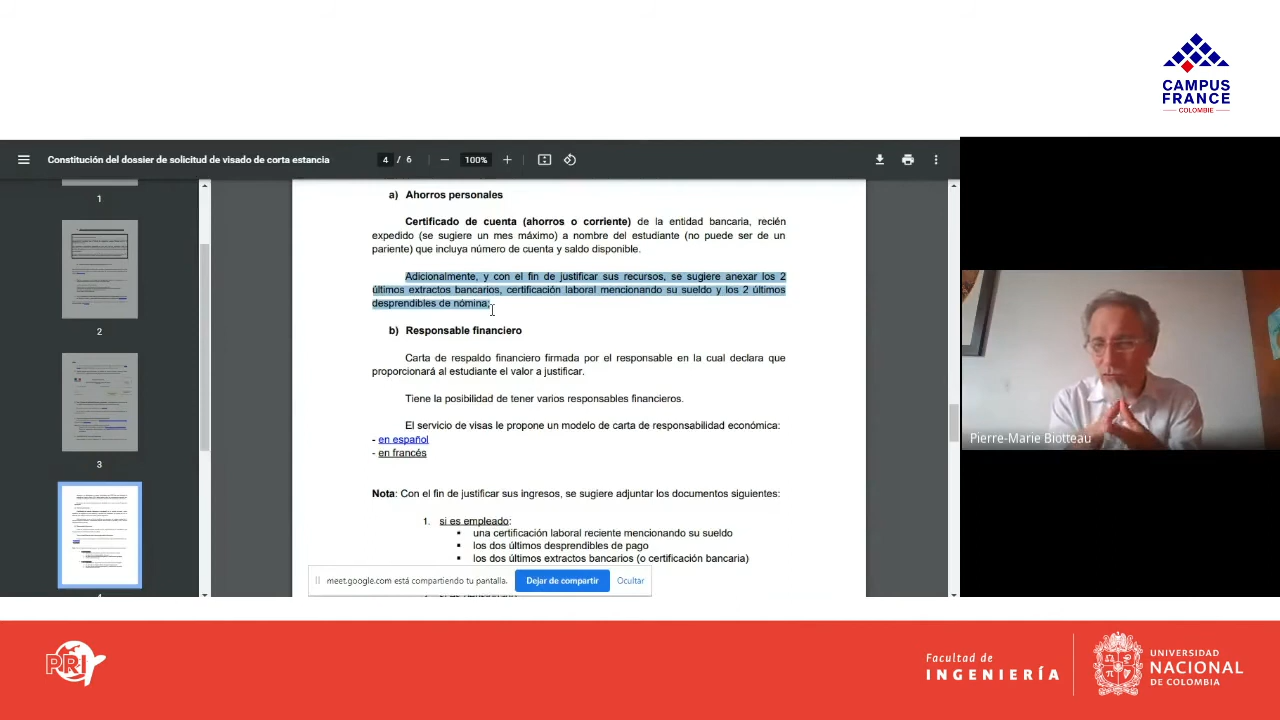 CAMPUS
FRANCE
COLOMBIE
Constitución del dossier de solicitud de visado de corta estancia
4 / 6
100%
1
2
3
a) Ahorros personales
Certificado de cuenta (ahorros o corriente) de la entidad bancaria, recién
expedido (se sugiere un mes máximo) a nombre del estudiante (no puede ser de un
pariente) que incluya número de cuenta y saldo disponible.
Adicionalmente, y con el fin de justificar sus recursos, se sugiere anexar los 2
últimos extractos bancarios, certificación laboral mencionando su sueldo y los 2 últimos
desprendibles de nómina;
b) Responsable financiero
Carta de respaldo financiero firmada por el responsable en la cual declara que
proporcionará al estudiante el valor a justificar.
Tiene la posibilidad de tener varios responsables financieros.
El servicio de visas le propone un modelo de carta de responsabilidad económica:
- en español
- en francés
Nota: Con el fin de justificar sus ingresos, se sugiere adjuntar los documentos siguientes:
1. si es empleado:
▪ una certificación laboral reciente mencionando su sueldo
▪ los dos últimos desprendibles de pago
▪ los dos últimos extractos bancarios (o certificación bancaria)
meet.google.com está compartiendo tu pantalla.
Dejar de compartir
Ocultar
Pierre-Marie Biotteau
PRI
Facultad de
INGENIERÍA
UNIVERSIDAD
NACIONAL
DE COLOMBIA